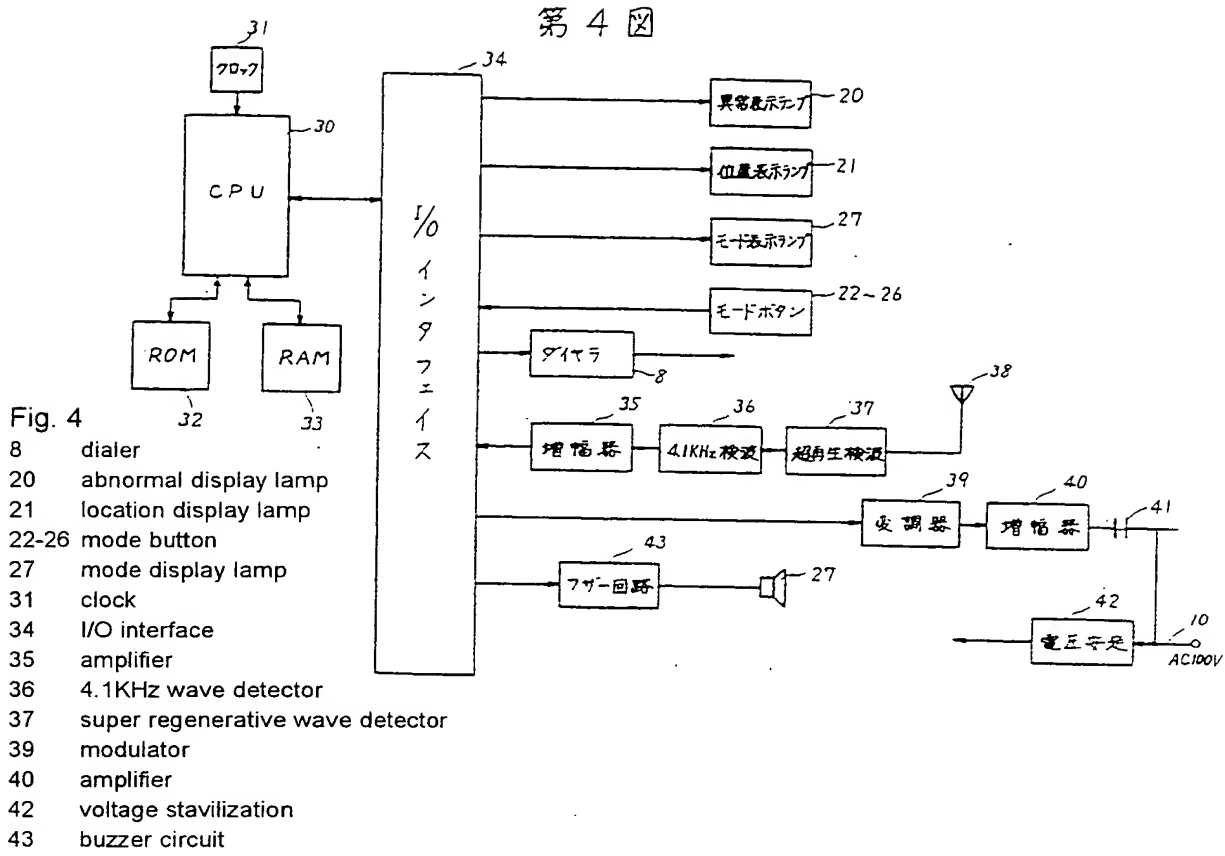 第4図
31
クロック
30
CPU
ROM
32
RAM
33
34
I/Oインタフェイス
異常表示ランプ
20
位置表示ランプ
21
モード表示ランプ
27
モードボタン
22~26
ダイヤラ
8
38
35
増幅器
36
4.1KHz検波
37
超再生検波
39
変調器
40
増幅器
41
43
ブザー回路
27
42
電圧安定
10
AC100V
Fig. 4
8 dialer
20 abnormal display lamp
21 location display lamp
22-26 mode button
27 mode display lamp
31 clock
34 I/O interface
35 amplifier
36 4.1KHz wave detector
37 super regenerative wave detector
39 modulator
40 amplifier
42 voltage stavilization
43 buzzer circuit